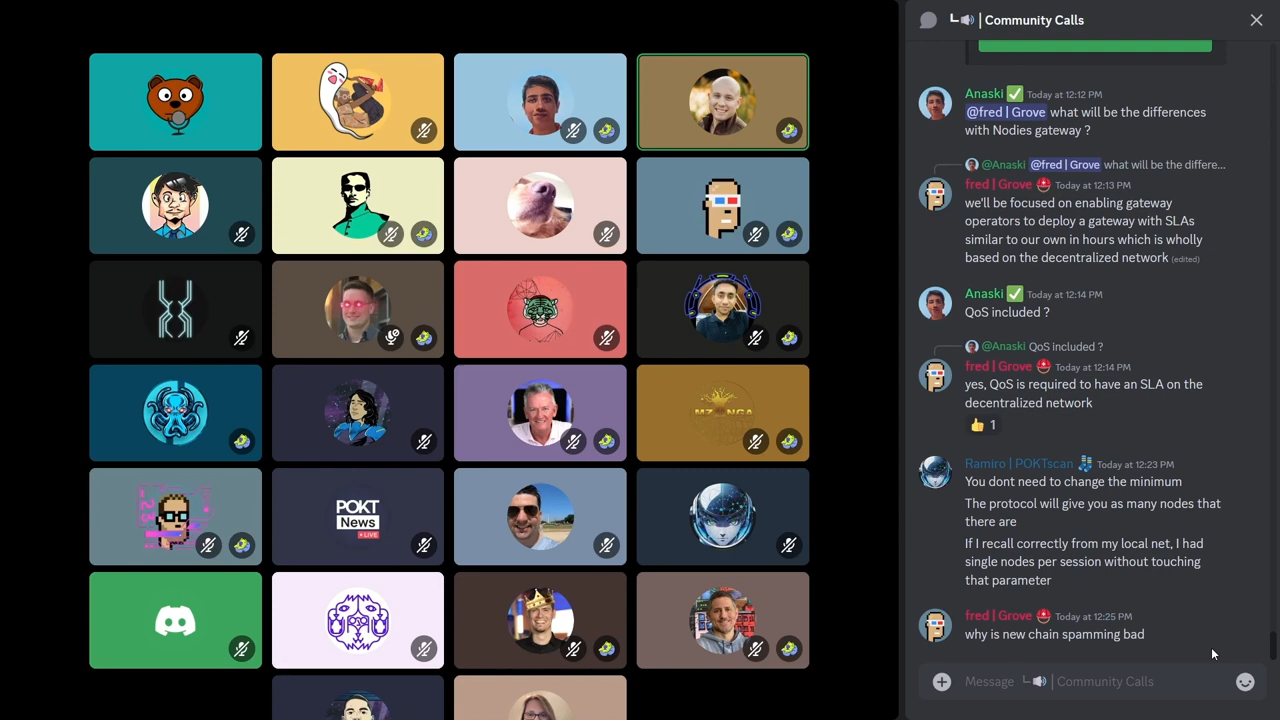 Community Calls
Anaski Today at 12:12 PM
@fred | Grove what will be the differences
with Nodies gateway ?
@Anaski @fred | Grove what will be the differe...
fred | Grove Today at 12:13 PM
we'll be focused on enabling gateway
operators to deploy a gateway with SLAs
similar to our own in hours which is wholly
based on the decentralized network (edited)
Anaski Today at 12:14 PM
QoS included ?
@Anaski QoS included ?
fred | Grove Today at 12:14 PM
yes, QoS is required to have an SLA on the
decentralized network
1
Ramiro | POKTscan Today at 12:23 PM
You dont need to change the minimum
The protocol will give you as many nodes that
there are
If I recall correctly from my local net, I had
single nodes per session without touching
that parameter
fred | Grove Today at 12:25 PM
why is new chain spamming bad
Message Community Calls
POKT
News
LIVE